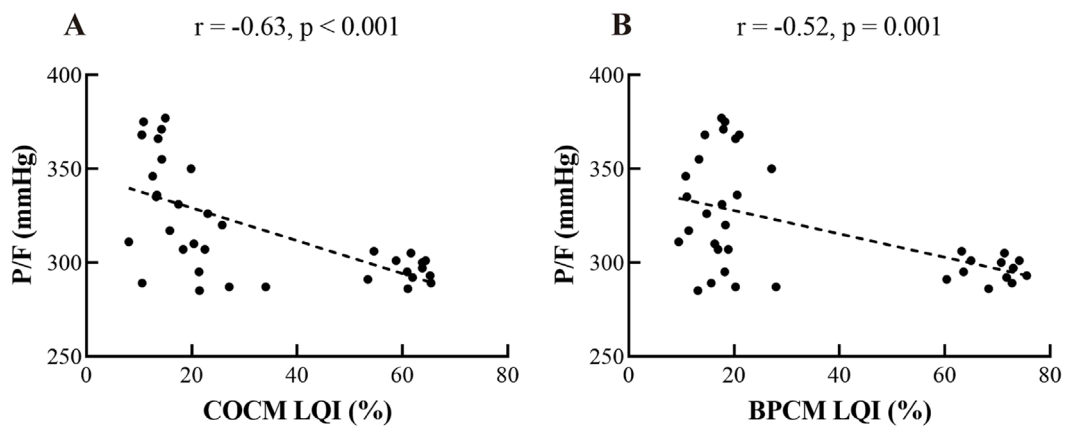 A
r = -0.63, p < 0.001
400
350
300
250
P/F (mmHg)
0 20 40 60 80
COCM LQI (%)
B
r = -0.52, p = 0.001
400
350
300
250
P/F (mmHg)
0 20 40 60 80
BPCM LQI (%)